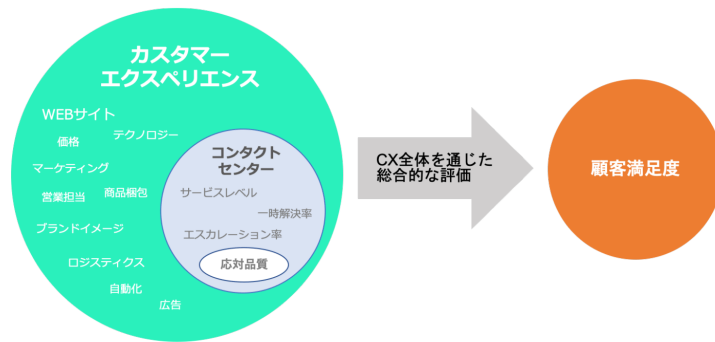 カスタマー
エクスペリエンス
WEBサイト
価格
テクノロジー
マーケティング
営業担当
商品梱包
ブランドイメージ
ロジスティクス
自動化
広告
コンタクト
センター
サービスレベル
一時解決率
エスカレーション率
応対品質
CX全体を通じた
総合的な評価
顧客満足度